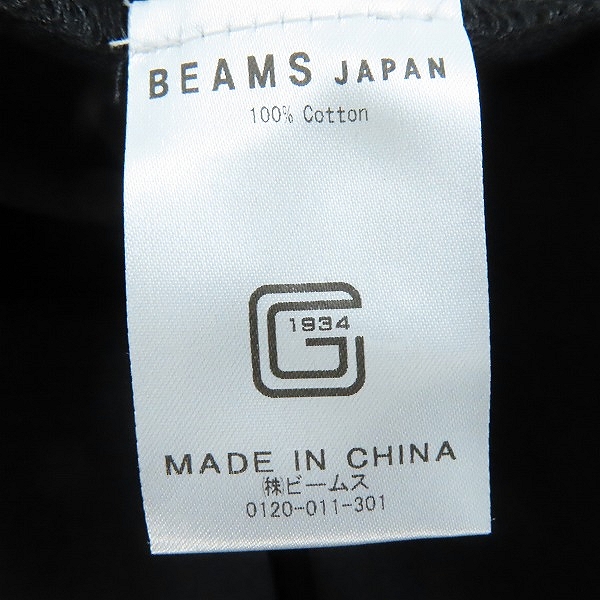 BEAMS JAPAN
100% Cotton
G
1934
MADE IN CHINA
㈱ビームス
0120-011-301